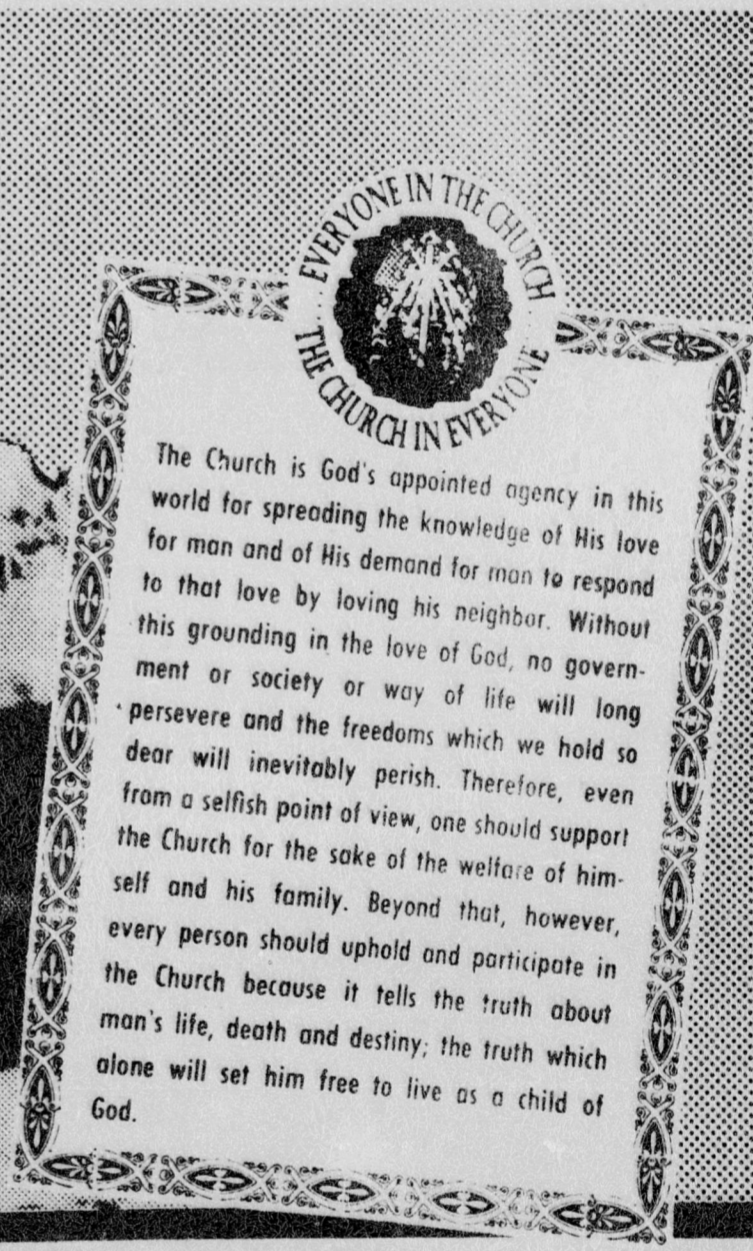 EVERYONE IN THE CHURCH
THE CHURCH IN EVERYONE
The Church is God's appointed agency in this
world for spreading the knowledge of His love
for man and of His demand for man to respond
to that love by loving his neighbor. Without
this grounding in the love of God, no govern-
ment or society or way of life will long
persevere and the freedoms which we hold so
dear will inevitably perish. Therefore, even
from a selfish point of view, one should support
the Church for the sake of the welfare of him-
self and his family. Beyond that, however,
every person should uphold and participate in
the Church because it tells the truth about
man's life, death and destiny; the truth which
alone will set him free to live as a child of
God.